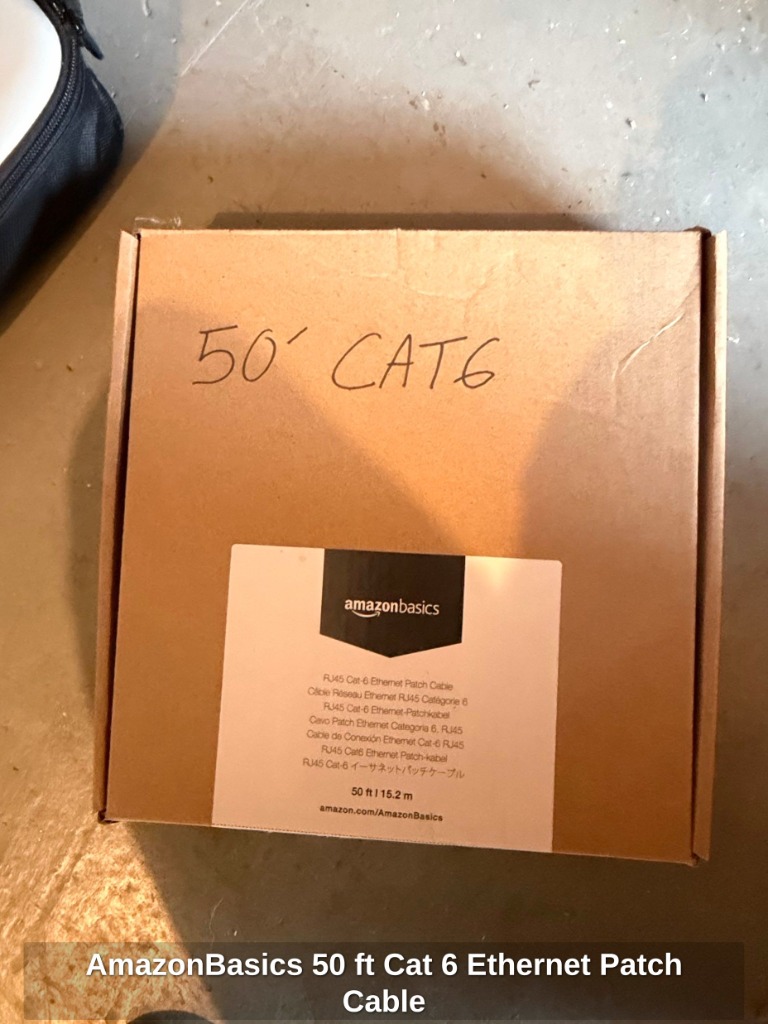 50' CAT6
amazonbasics
RJ45 Cat-6 Ethernet Patch Cable
Câble Réseau Ethernet RJ45 Catégorie 6
RJ45 Cat-6 Ethernet-Patchkabel
Cavo Patch Ethernet Categoria 6, RJ45
Cable de Conexión Ethernet Cat-6 RJ45
RJ45 Cat6 Ethernet Patch-kabel
RJ45 Cat-6 イーサネットパッチケーブル
50 ft | 15.2 m
amazon.com/AmazonBasics
AmazonBasics 50 ft Cat 6 Ethernet Patch
Cable